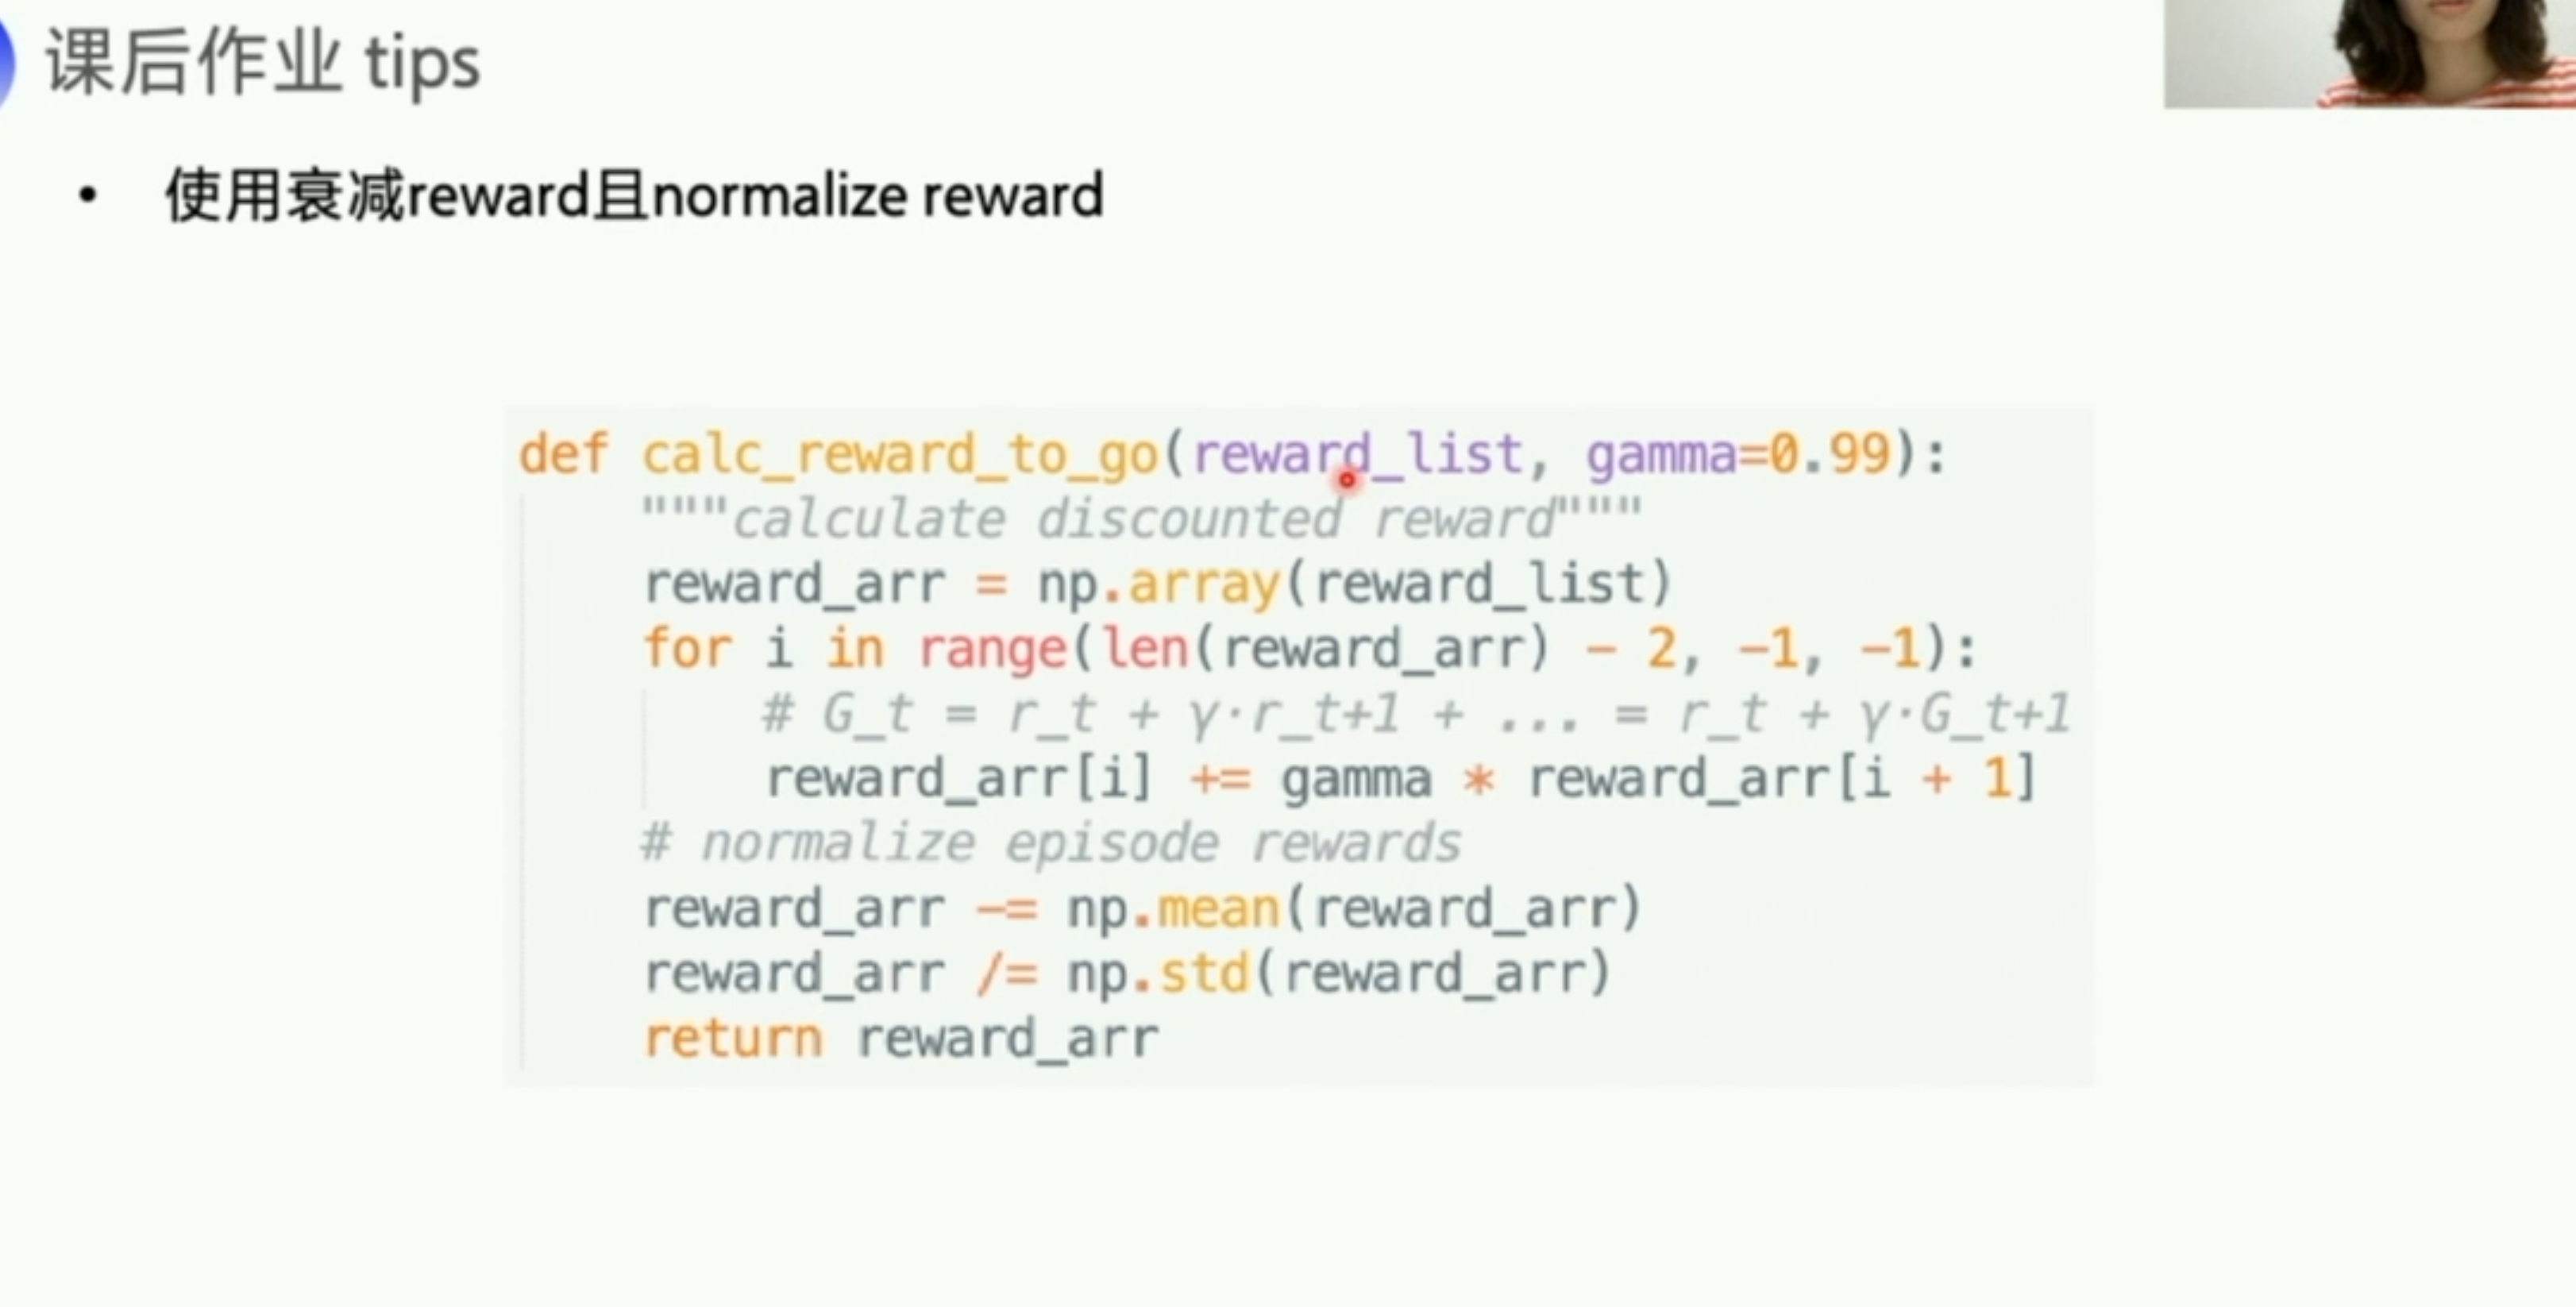 课后作业 tips
• 使用衰减reward且normalize reward
def calc_reward_to_go(reward_list, gamma=0.99):
"""calculate discounted reward"""
reward_arr = np.array(reward_list)
for i in range(len(reward_arr) - 2, -1, -1):
# G_t = r_t + γ·r_t+1 + ... = r_t + γ·G_t+1
reward_arr[i] += gamma * reward_arr[i + 1]
# normalize episode rewards
reward_arr -= np.mean(reward_arr)
reward_arr /= np.std(reward_arr)
return reward_arr